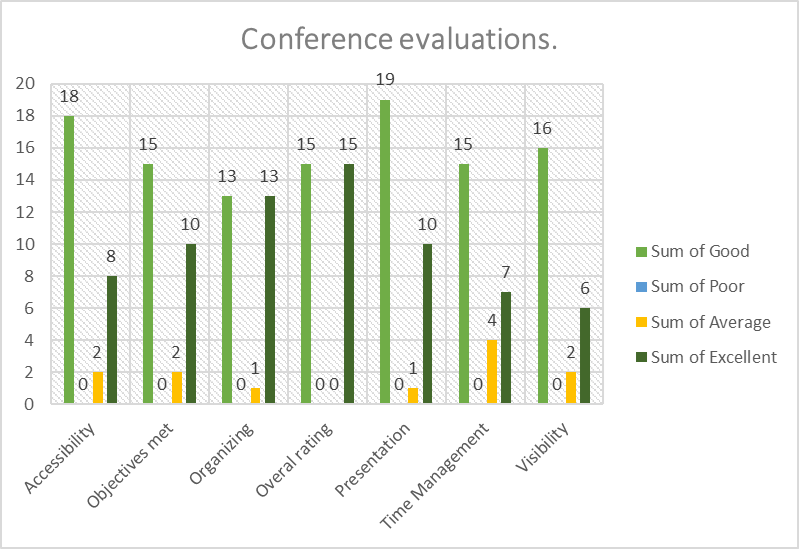 Conference evaluations.
20
18
16
14
12
10
8
6
4
2
0
18 0 2 8
15 0 2 10
13 0 1 13
15 0 0 15
19 0 1 10
15 0 4 7
16 0 2 6
Accessibility
Objectives met
Organizing
Overal rating
Presentation
Time Management
Visibility
Sum of Good
Sum of Poor
Sum of Average
Sum of Excellent